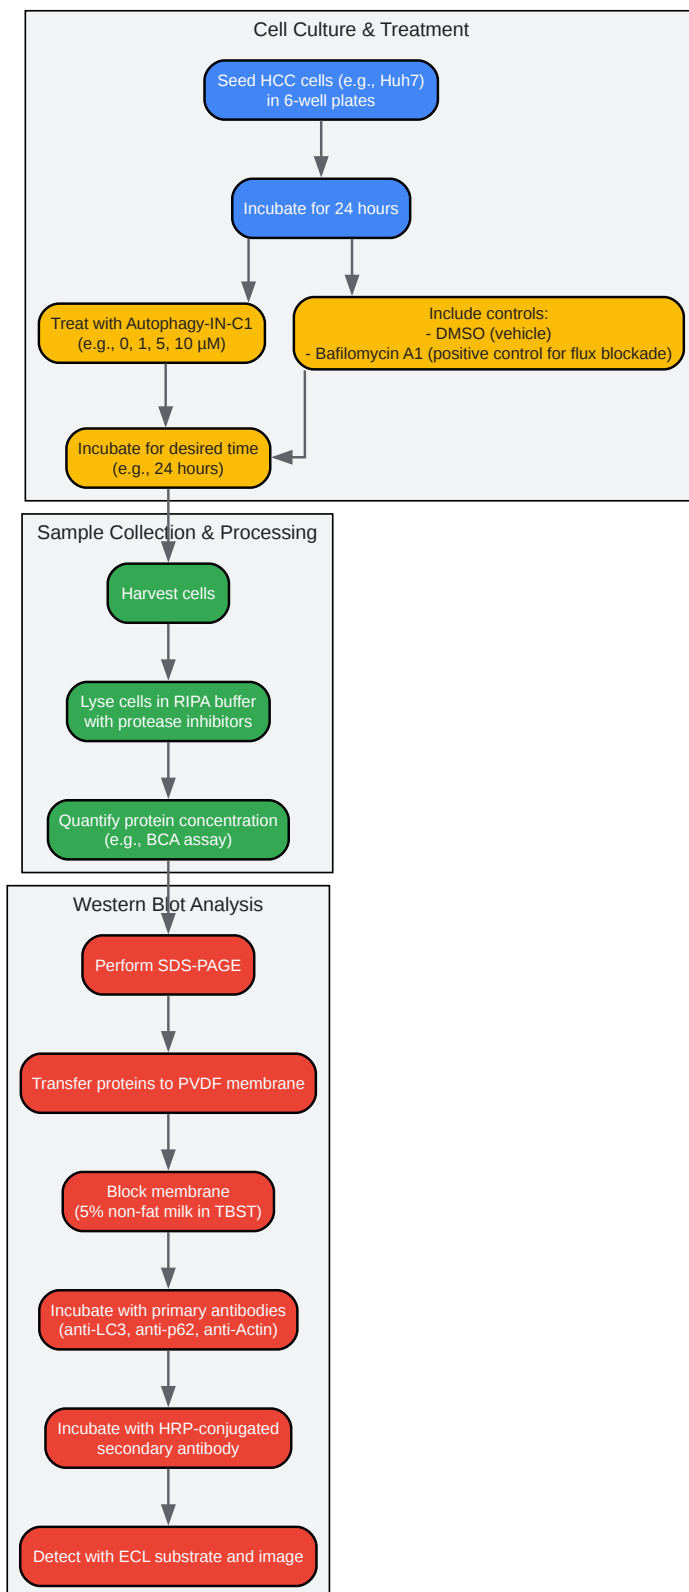 Cell Culture & Treatment
Seed HCC cells (e.g., Huh7)
in 6-well plates
Incubate for 24 hours
Treat with Autophagy-IN-C1
(e.g., 0, 1, 5, 10 µM)
Include controls:
- DMSO (vehicle)
- Bafilomycin A1 (positive control for flux blockade)
Incubate for desired time
(e.g., 24 hours)
Sample Collection & Processing
Harvest cells
Lyse cells in RIPA buffer
with protease inhibitors
Quantify protein concentration
(e.g., BCA assay)
Western Blot Analysis
Perform SDS-PAGE
Transfer proteins to PVDF membrane
Block membrane
(5% non-fat milk in TBST)
Incubate with primary antibodies
(anti-LC3, anti-p62, anti-Actin)
Incubate with HRP-conjugated
secondary antibody
Detect with ECL substrate and image